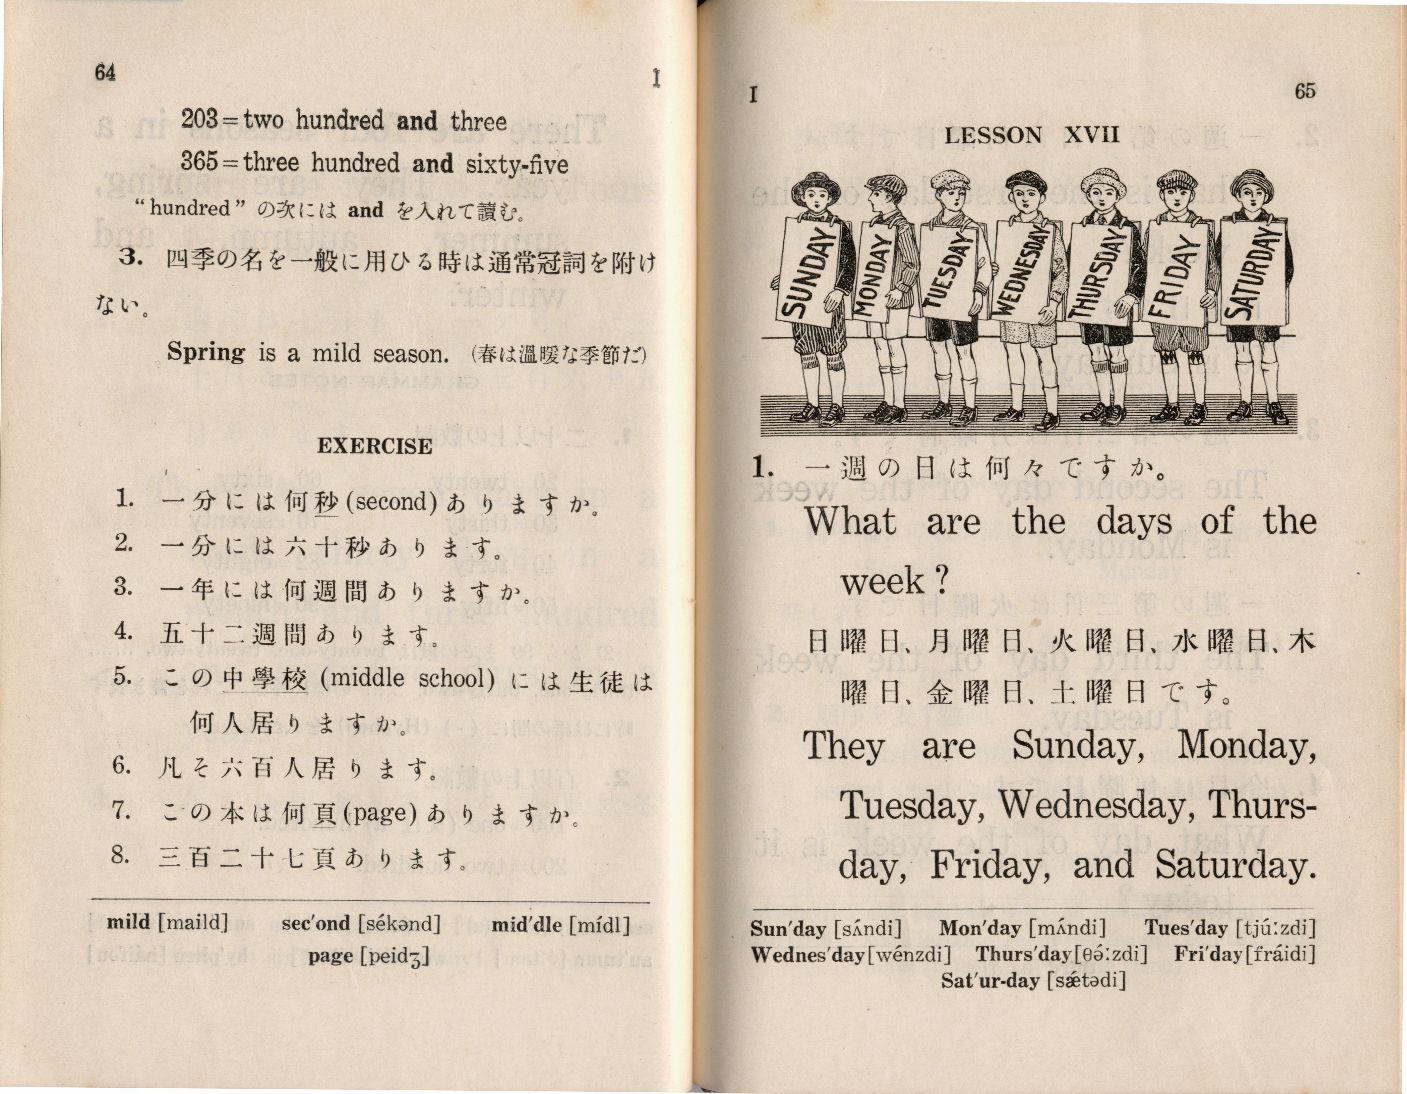 64
I
203=two hundred and three
365=three hundred and sixty-five
“hundred” の次には and を入れて讀む。
3. 四季の名を一般に用ひる時は通常冠詞を附け
ない。
Spring is a mild season. (春は溫暖な季節だ)
EXERCISE
1. 一分には何秒(second)ありますか。
2. 一分には六十秒あります。
3. 一年には何週間ありますか。
4. 五十二週間あります。
5. この中學校 (middle school) には生徒は
何人居りますか。
6. 凡そ六百人居ります。
7. この本は何頁(page)ありますか。
8. 三百二十七頁あります。
mild [maild] sec′ond [sékənd] mid′dle [mídl]
page [peidʒ]
I
65
LESSON XVII
SUNDAY
MONDAY
TUESDAY
WEDNESDAY
THURSDAY
FRIDAY
SATURDAY
1. 一週の日は何々ですか。
What are the days of the
week?
日曜日、月曜日、火曜日、水曜日、木
曜日、金曜日、土曜日です。
They are Sunday, Monday,
Tuesday, Wednesday, Thurs-
day, Friday, and Saturday.
Sun′day [sʌ́ndi] Mon′day [mʌ́ndi] Tues′day [tjúːzdi]
Wednes′day[wénzdi] Thurs′day[θə́ːzdi] Fri′day[fráidi]
Sat′ur-day [sǽtədi]